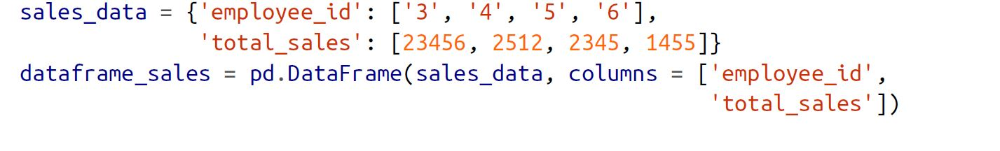 sales_data = {'employee_id': ['3', '4', '5', '6'],
'total_sales': [23456, 2512, 2345, 1455]}
dataframe_sales = pd.DataFrame(sales_data, columns = ['employee_id',
'total_sales'])